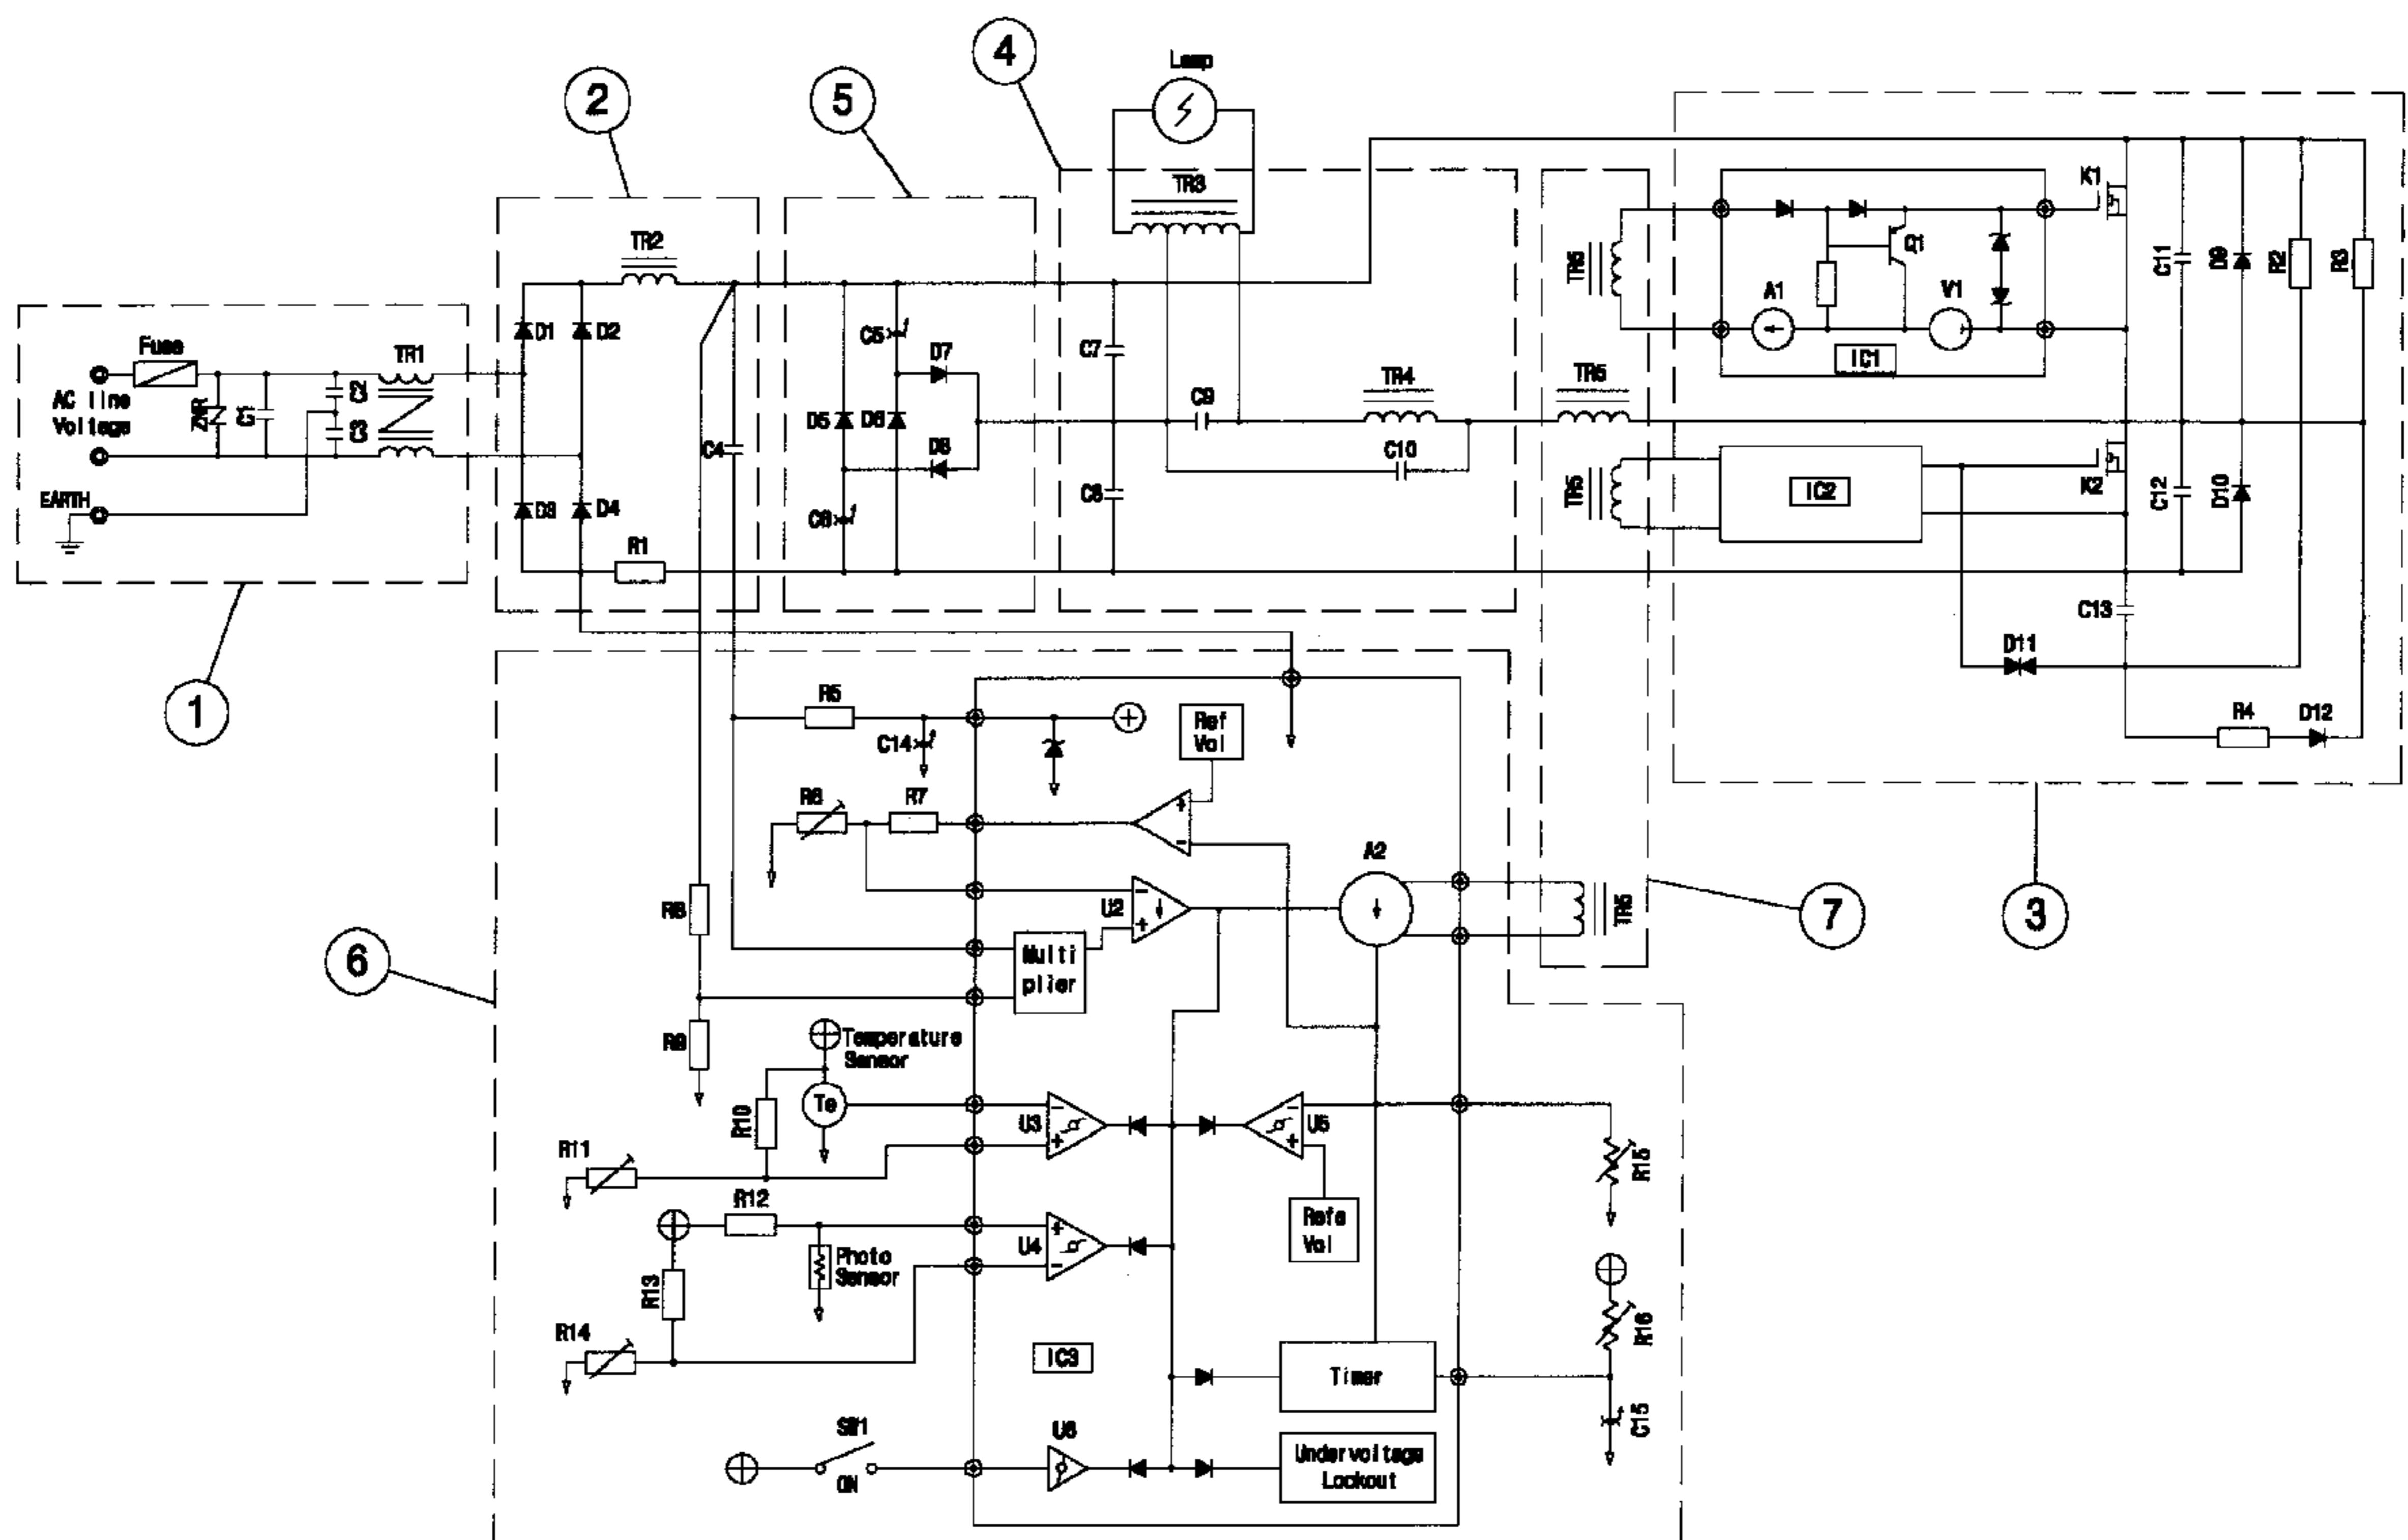 4
Lamp
2
5
TR3
K1
TR2
TR6
Q1
C11
D9
R2
R3
A1
V1
C5
D1
D2
Fuse
TR1
C7
D7
IC1
C2
AC line
Voltage
ZNR
C1
C3
C9
TR4
TR5
D5
D6
C4
D8
C10
EARTH
D3
D4
C6
C8
TR5
IC2
K2
C12
D10
R1
C13
D11
1
R5
Ref
Vol
R4
D12
C14
R6
R7
A2
R8
U2
TR5
7
3
6
Multi
plier
R9
Temperature
Sensor
R10
Te
U3
U5
R11
R15
R12
Refe
Vol
U4
Photo
Sensor
R13
R14
R16
IC3
Timer
C15
SW1
U6
Undervoltage
Lockout
ON